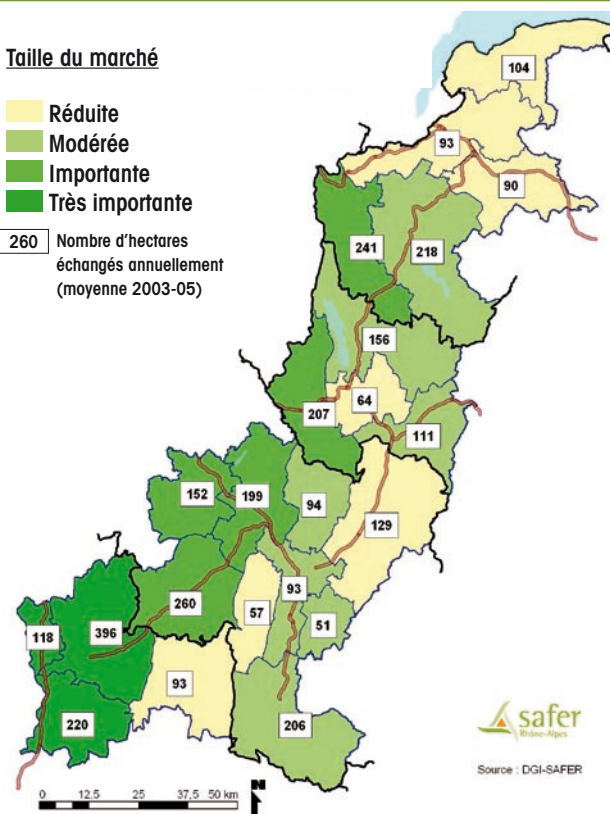 Taille du marché
Réduite
Modérée
Importante
Très importante
260 Nombre d'hectares
échangés annuellement
(moyenne 2003-05)
104
93
90
241
218
156
64
207
111
152
199
94
129
260
57
93
51
118
396
93
220
206
safer
Rhône-Alpes
Source : DGI-SAFER
0 12,5 25 37,5 50 km
N